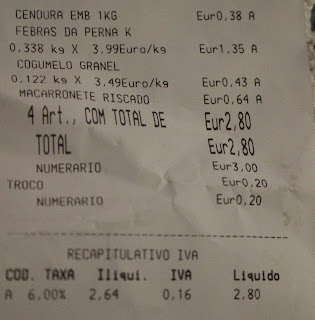 CENOURA EMB 1KG Eur0,38 A
FEBRAS DA PERNA K
0,338 kg X 3,99Euro/kg Eur1,35 A
COGUMELO GRANEL
0,122 kg X 3,49Euro/kg Eur0,43 A
MACARRONETE RISCADO Eur0,64 A
4 Art., COM TOTAL DE Eur2,80
TOTAL Eur2,80
NUMERARIO Eur3,00
TROCO Eur0,20
NUMERARIO Eur0,20
RECAPITULATIVO IVA
COD. TAXA Iliqui. IVA Liquido
A 6.00% 2,64 0,16 2,80